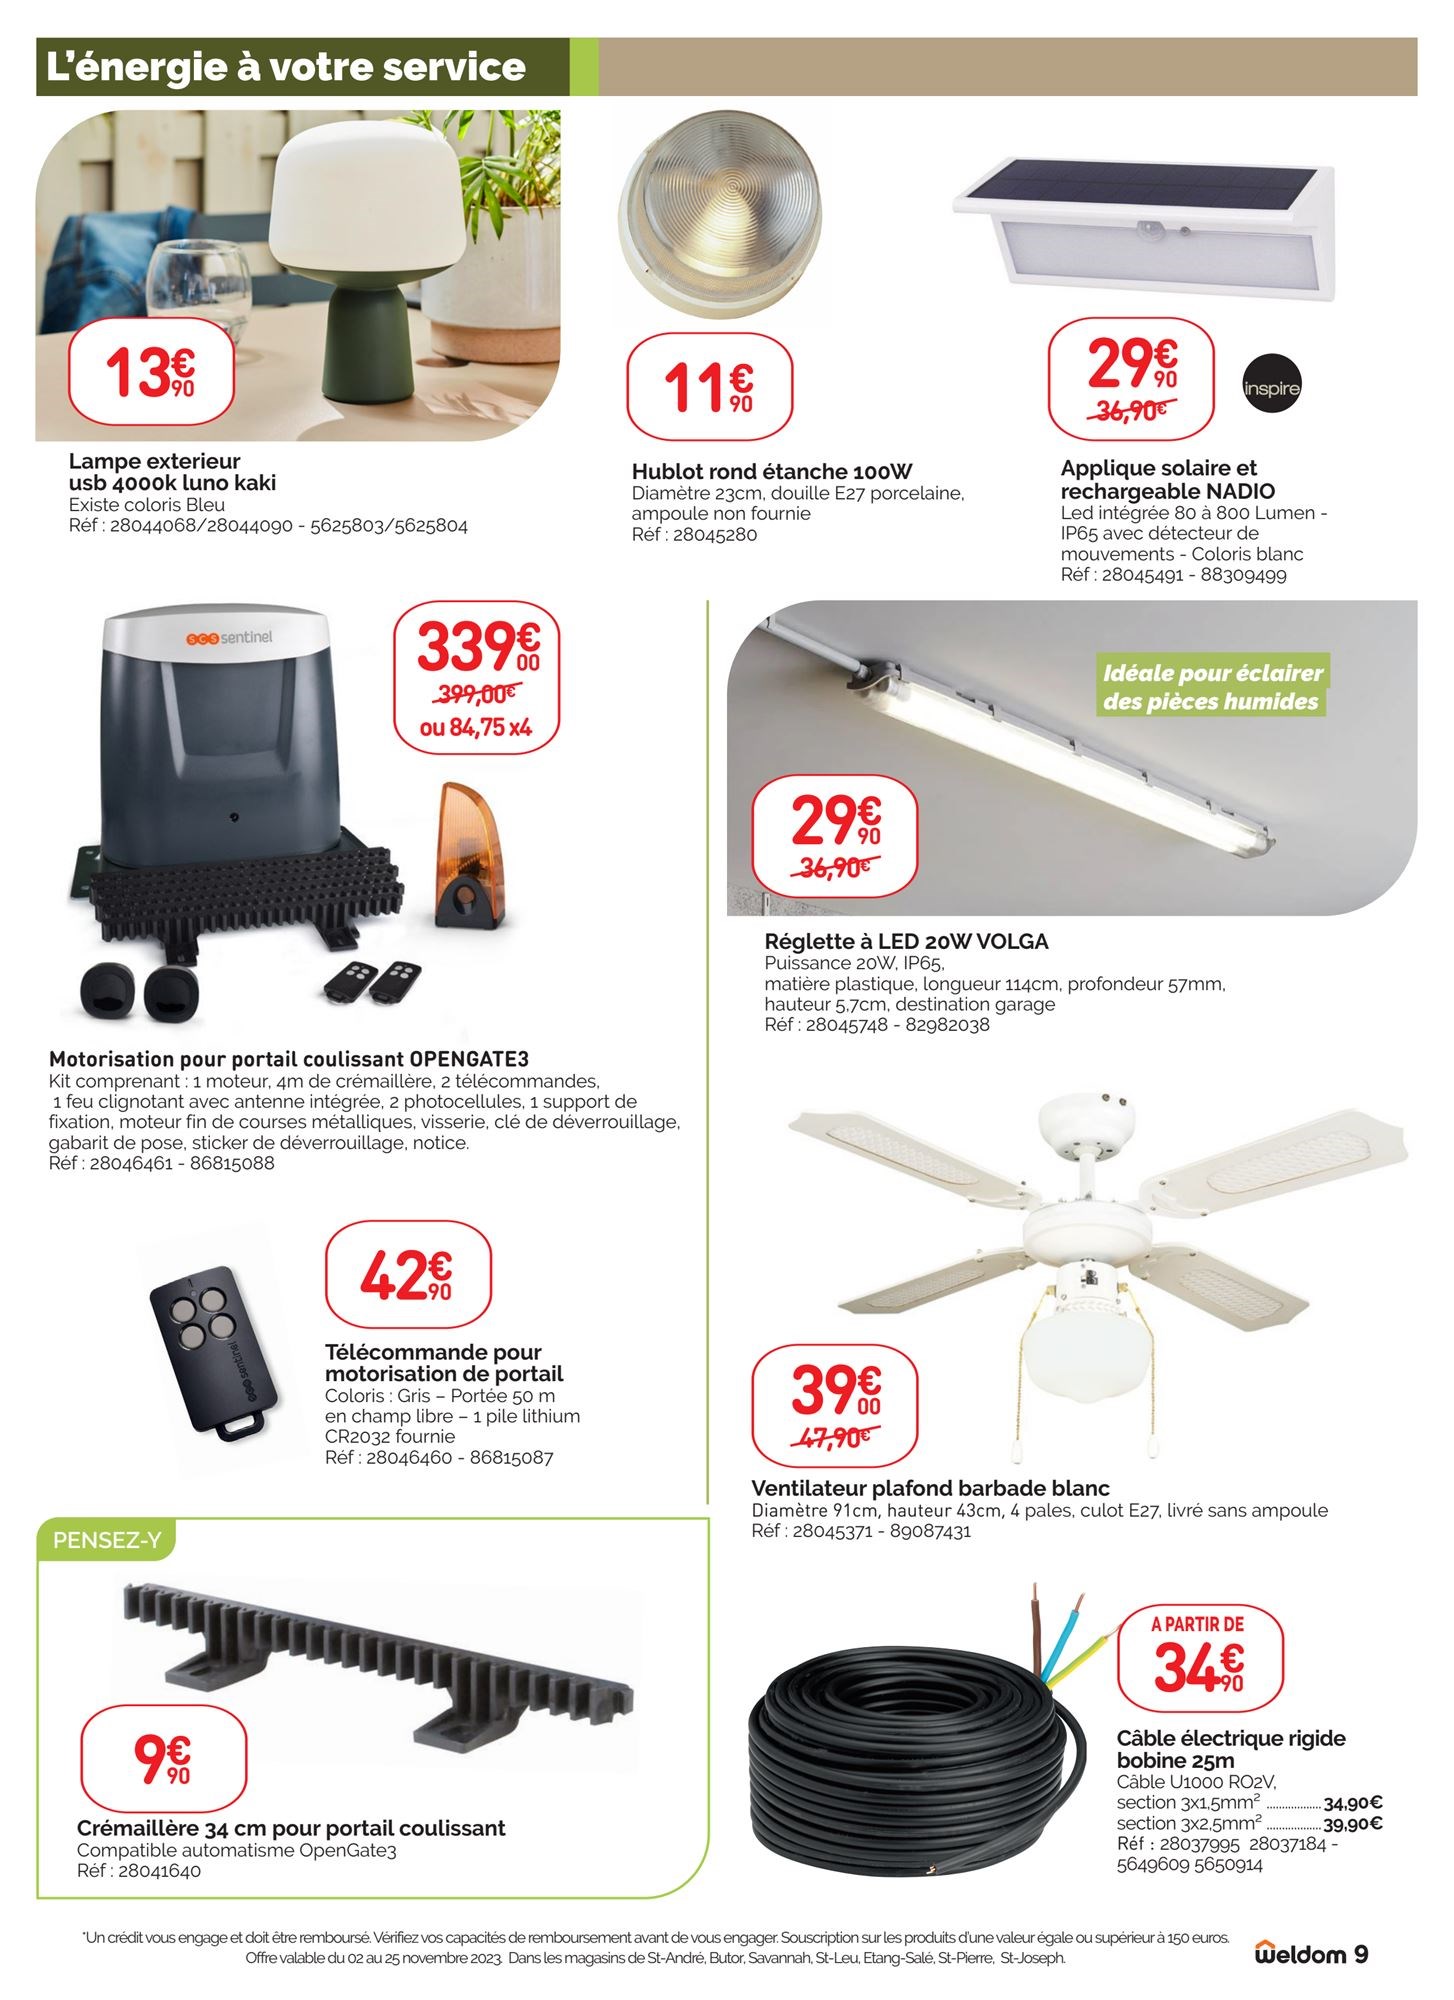 L'énergie à votre service
13€90
Lampe exterieur
usb 4000k luno kaki
Existe coloris Bleu
Réf : 28044068/28044090 - 5625803/5625804
11€90
Hublot rond étanche 100W
Diamètre 23cm, douille E27 porcelaine,
ampoule non fournie
Réf : 28045280
29€90
36,90€
inspire
Applique solaire et
rechargeable NADIO
Led intégrée 80 à 800 Lumen -
IP65 avec détecteur de
mouvements - Coloris blanc
Réf : 28045491 - 88309499
scs sentinel
339€00
399,00€
ou 84,75 x4
Motorisation pour portail coulissant OPENGATE3
Kit comprenant : 1 moteur, 4m de crémaillère, 2 télécommandes,
1 feu clignotant avec antenne intégrée, 2 photocellules, 1 support de
fixation, moteur fin de courses métalliques, visserie, clé de déverrouillage,
gabarit de pose, sticker de déverrouillage, notice.
Réf : 28046461 - 86815088
Idéale pour éclairer
des pièces humides
29€90
36,90€
Réglette à LED 20W VOLGA
Puissance 20W, IP65,
matière plastique, longueur 114cm, profondeur 57mm,
hauteur 5,7cm, destination garage
Réf : 28045748 - 82982038
scs sentinel
42€90
Télécommande pour
motorisation de portail
Coloris : Gris – Portée 50 m
en champ libre – 1 pile lithium
CR2032 fournie
Réf : 28046460 - 86815087
39€00
47,90€
Ventilateur plafond barbade blanc
Diamètre 91cm, hauteur 43cm, 4 pales, culot E27, livré sans ampoule
Réf : 28045371 - 89087431
PENSEZ-Y
9€90
Crémaillère 34 cm pour portail coulissant
Compatible automatisme OpenGate3
Réf : 28041640
A PARTIR DE
34€90
Câble électrique rigide
bobine 25m
Câble U1000 RO2V,
section 3x1,5mm² .................. 34,90€
section 3x2,5mm² .................. 39,90€
Réf : 28037995 28037184 -
5649609 5650914
*Un crédit vous engage et doit être remboursé. Vérifiez vos capacités de remboursement avant de vous engager. Souscription sur les produits d'une valeur égale ou supérieur à 150 euros.
Offre valable du 02 au 25 novembre 2023. Dans les magasins de St-André, Butor, Savannah, St-Leu, Etang-Salé, St-Pierre, St-Joseph.
weldom 9